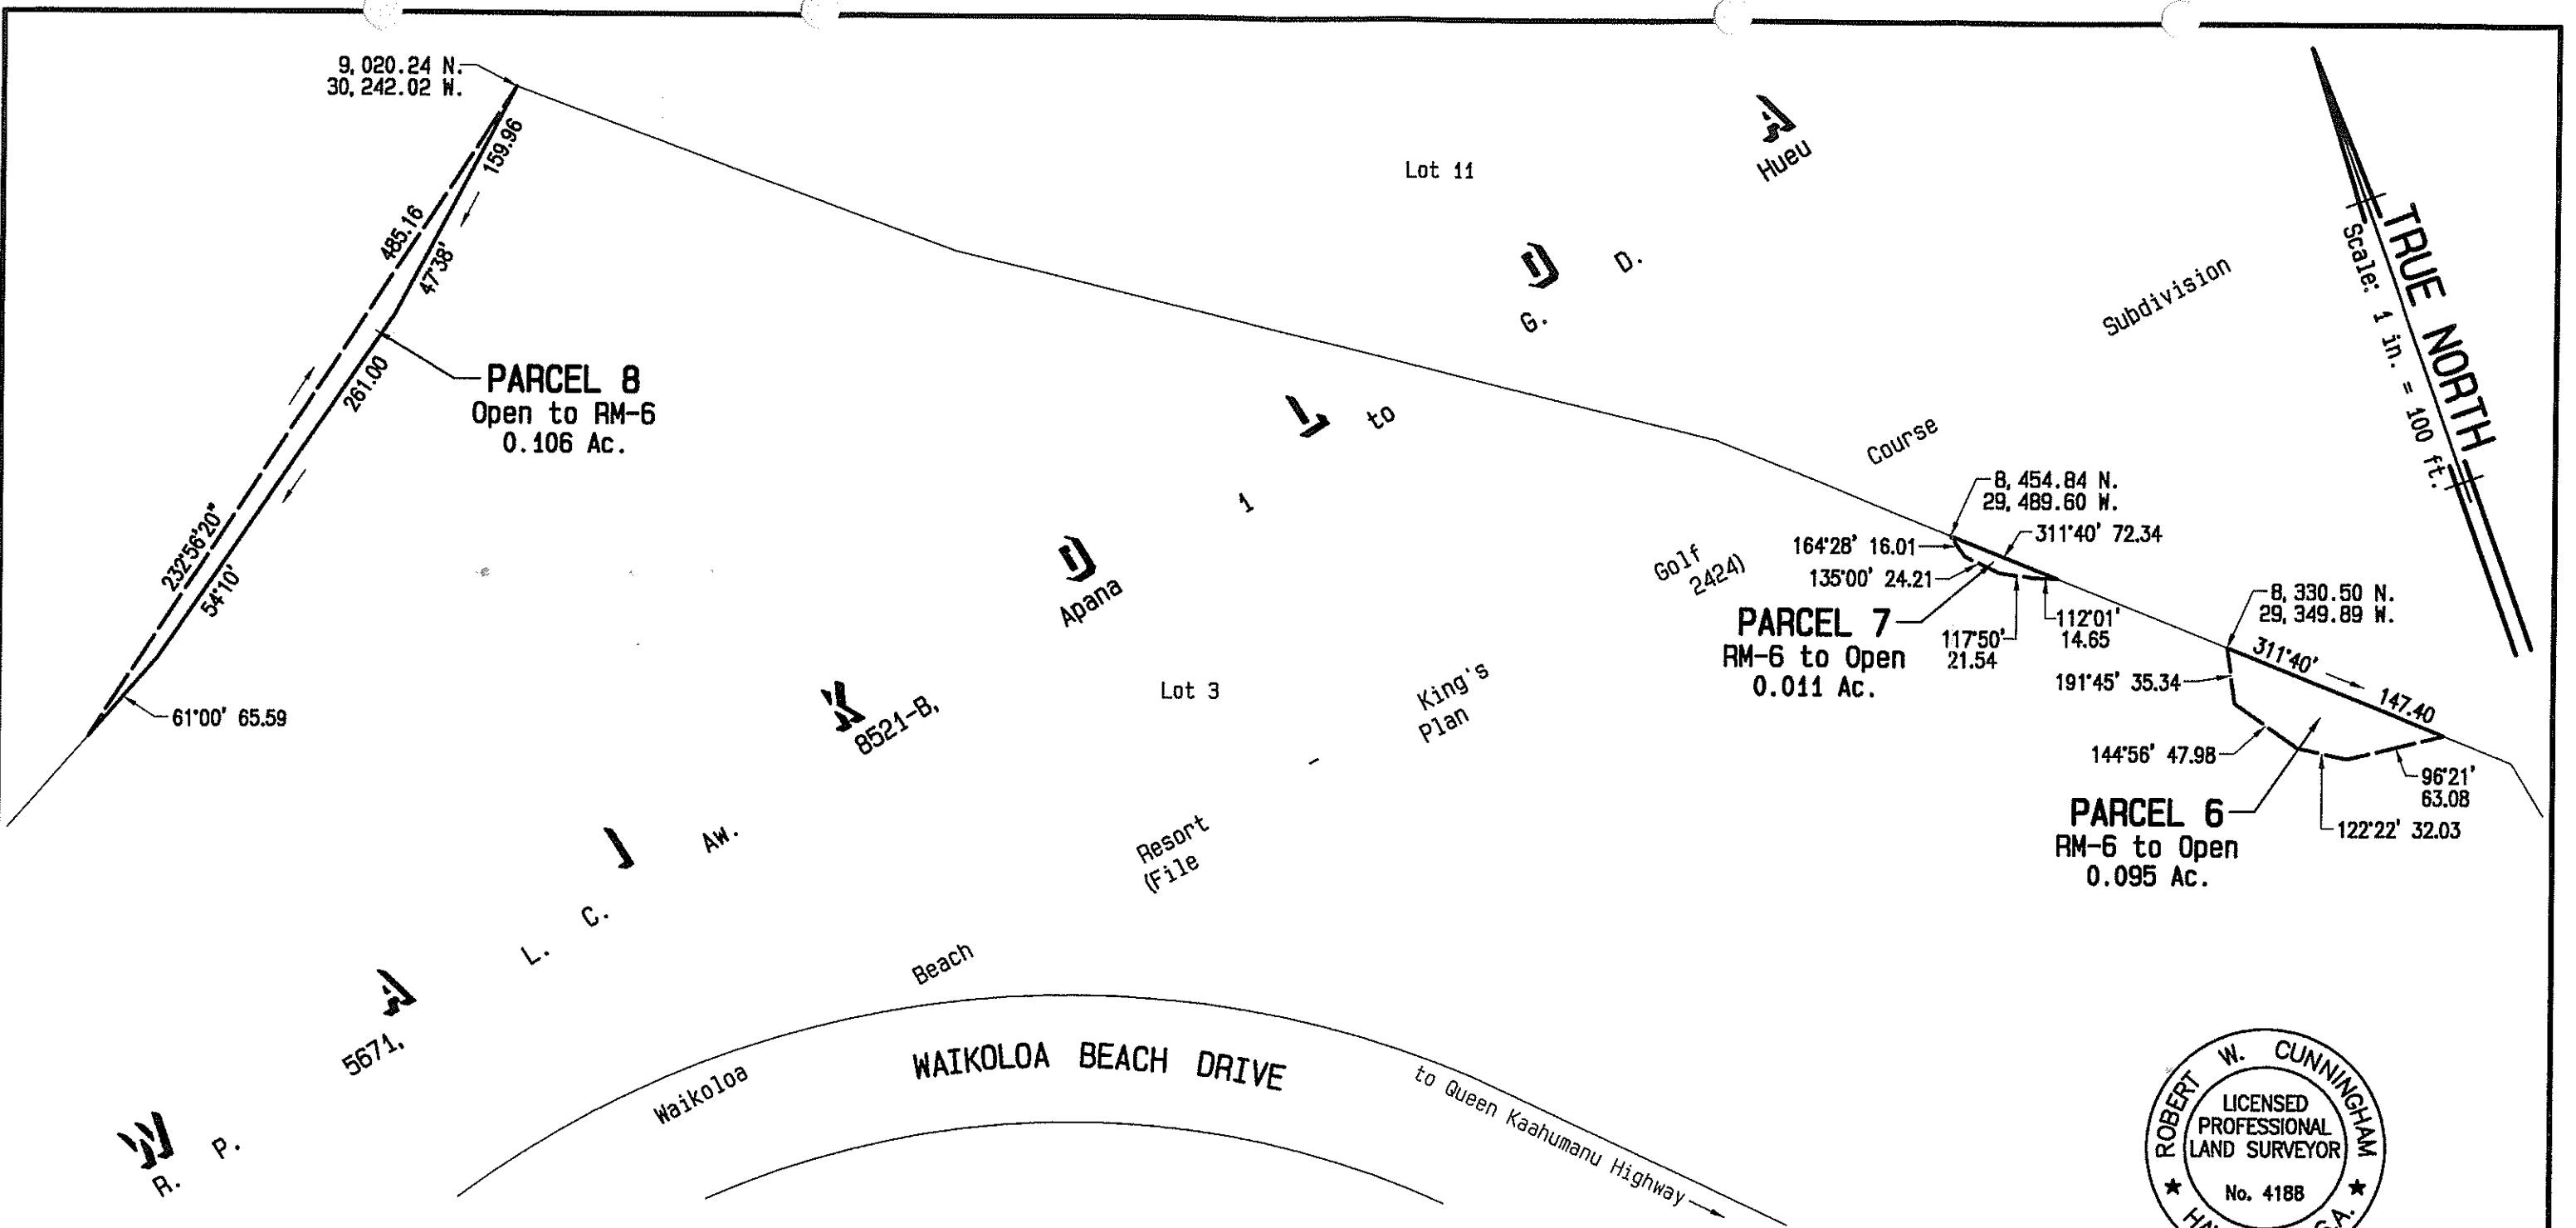 9,020.24 N.
30,242.02 W.
159.96
47°38'
485.16
261.00
232°56'20"
54°10'
61°00' 65.59
PARCEL 8
Open to RM-6
0.106 Ac.
Lot 11
Hueu
D.
G.
to
1
Apana
8521-B,
Aw.
C.
L.
5671,
P.
R.
W A I K O L O A
Subdivision
Course
Golf
2424)
King's
Plan
-
Resort
(File
Beach
Waikoloa
Lot 3
TRUE NORTH
Scale: 1 in. = 100 ft.
8,454.84 N.
29,489.60 W.
311°40' 72.34
164°28' 16.01
135°00' 24.21
117°50'
21.54
112°01'
14.65
PARCEL 7
RM-6 to Open
0.011 Ac.
8,330.50 N.
29,349.89 W.
311°40'
147.40
191°45' 35.34
144°56' 47.98
96°21'
63.08
122°22' 32.03
PARCEL 6
RM-6 to Open
0.095 Ac.
WAIKOLOA BEACH DRIVE
to Queen Kaahumanu Highway
ROBERT W. CUNNINGHAM
LICENSED
PROFESSIONAL
LAND SURVEYOR
No. 4188